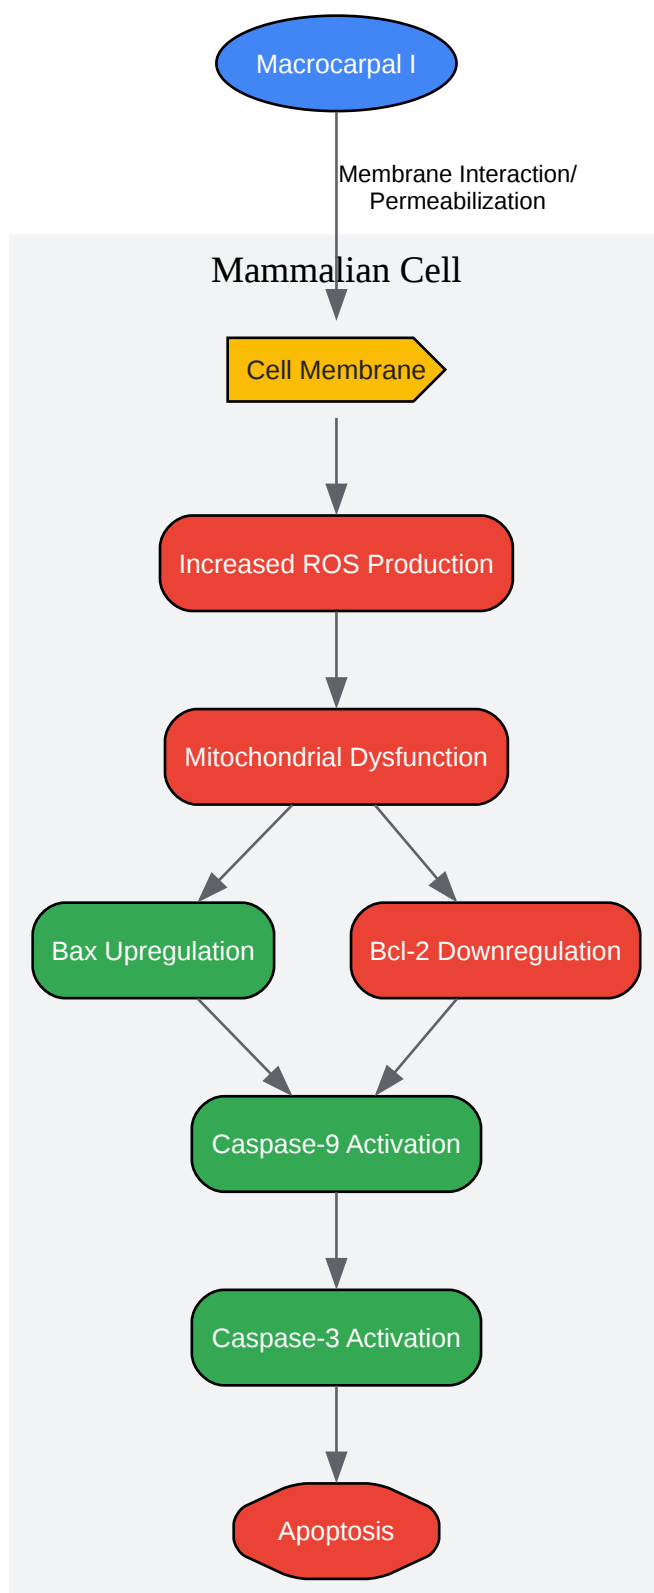 Macrocarpal I
Membrane Interaction/
Permeabilization
Mammalian Cell
Cell Membrane
Increased ROS Production
Mitochondrial Dysfunction
Bax Upregulation
Bcl-2 Downregulation
Caspase-9 Activation
Caspase-3 Activation
Apoptosis